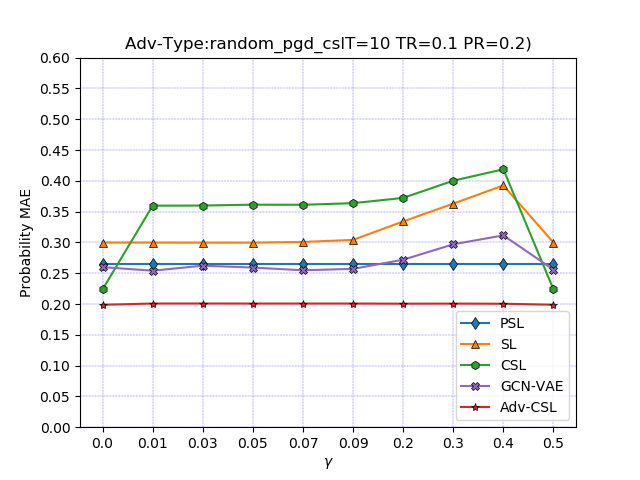 Adv-Type:random_pgd_cslT=10 TR=0.1 PR=0.2)
0.60
0.55
0.50
0.45
0.40
0.35
0.30
0.25
0.20
0.15
0.10
0.05
0.00
Probability MAE
0.0 0.01 0.03 0.05 0.07 0.09 0.2 0.3 0.4 0.5
γ
PSL
SL
CSL
GCN-VAE
Adv-CSL